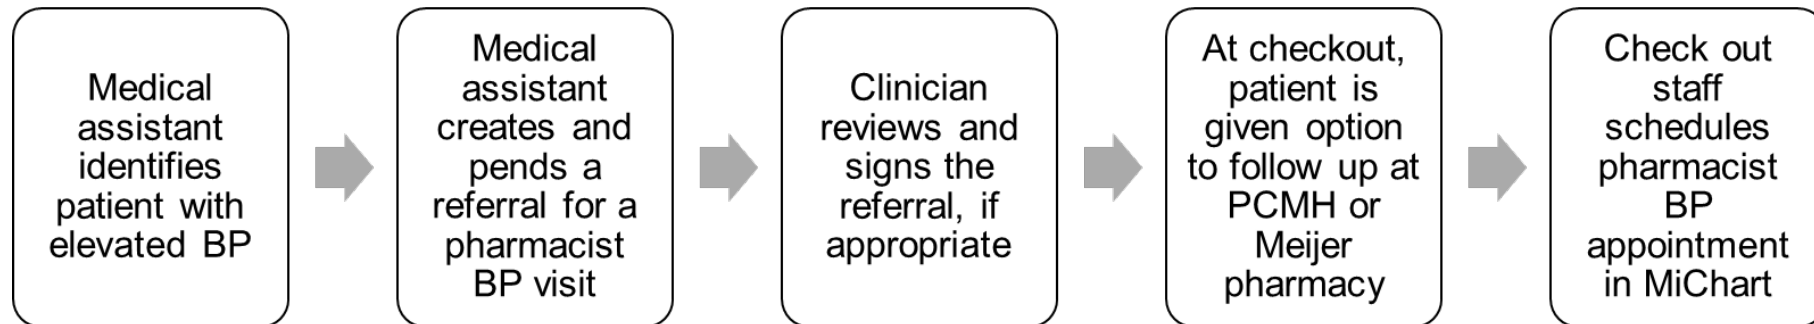 Medical
assistant
identifies
patient with
elevated BP
Medical
assistant
creates and
pends a
referral for a
pharmacist
BP visit
Clinician
reviews and
signs the
referral, if
appropriate
At checkout,
patient is
given option
to follow up at
PCMH or
Meijer
pharmacy
Check out
staff
schedules
pharmacist
BP
appointment
in MiChart